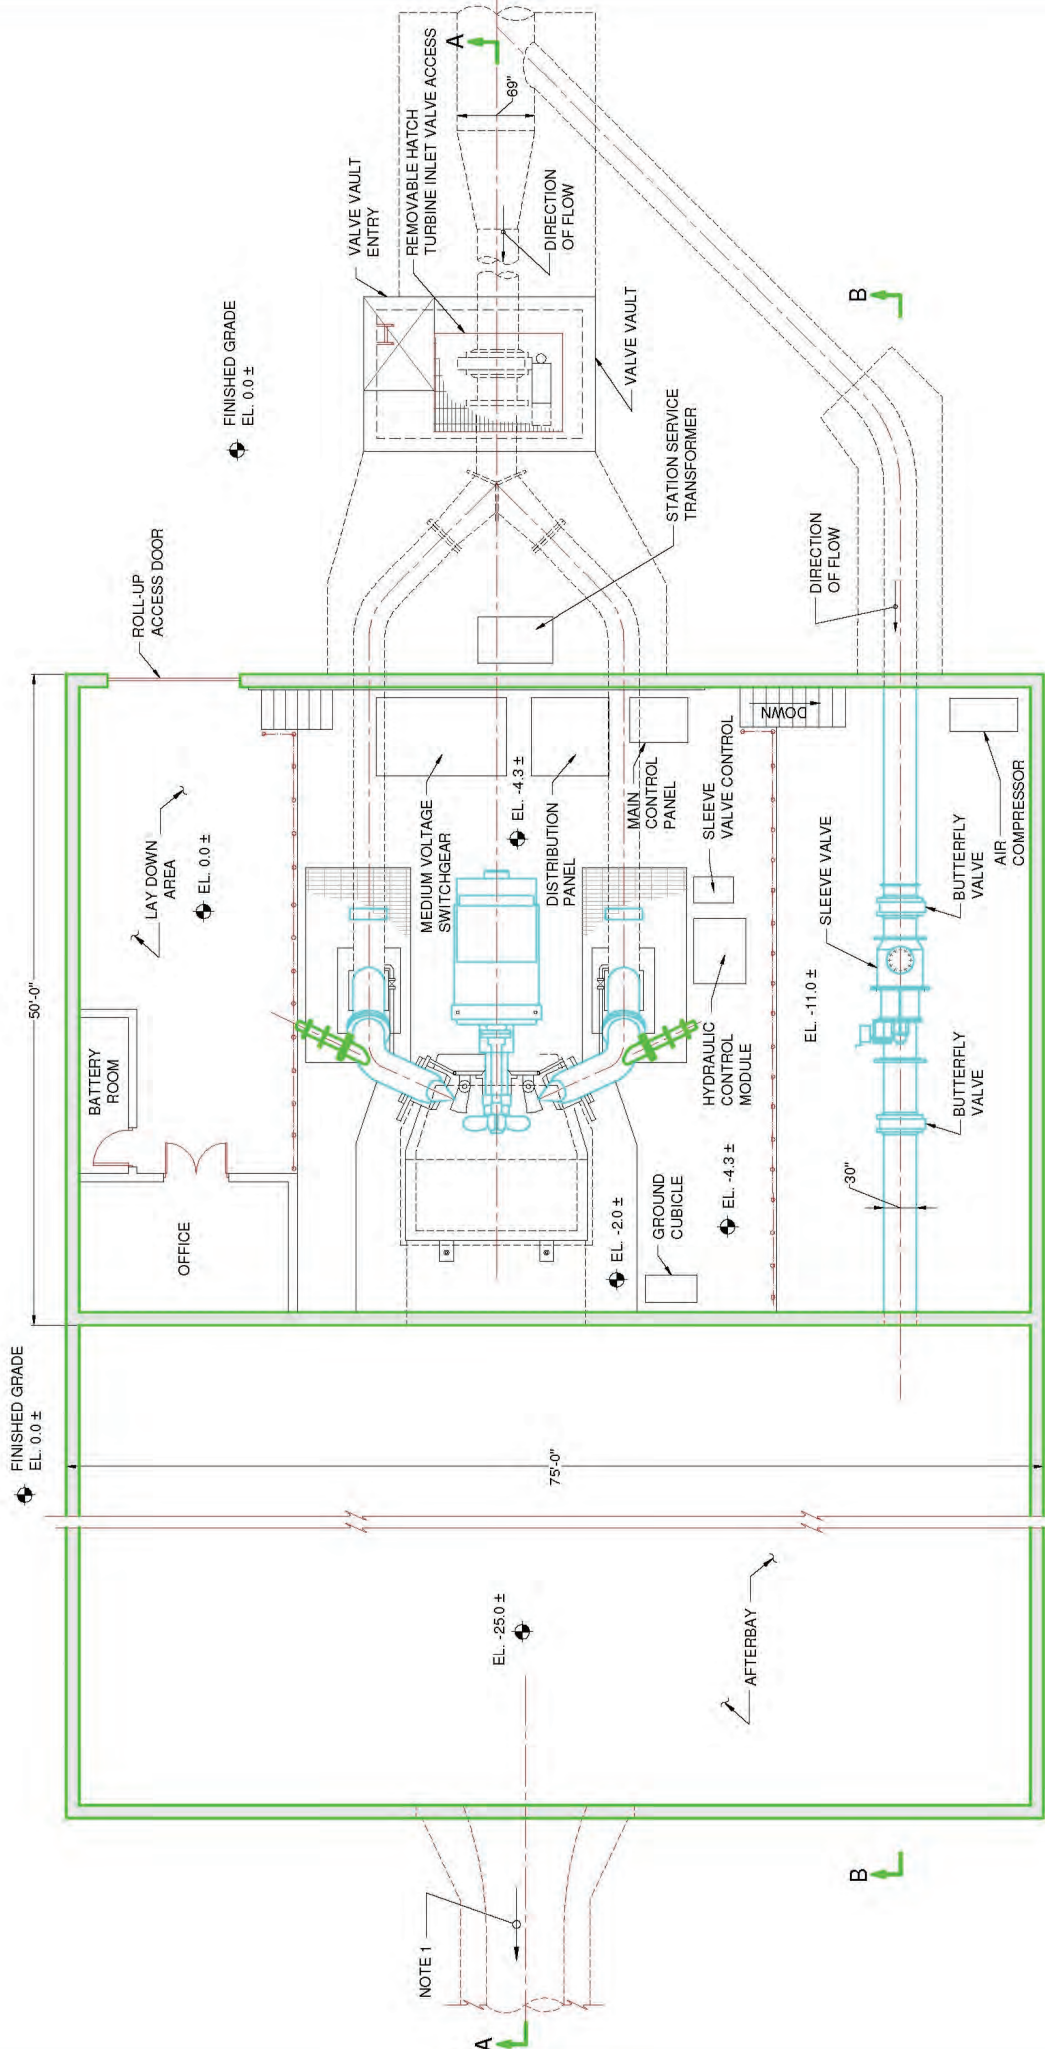 A
69"
REMOVABLE HATCH
TURBINE INLET VALVE ACCESS
VALVE VAULT
ENTRY
DIRECTION
OF FLOW
FINISHED GRADE
EL. 0.0 ±
VALVE VAULT
B
STATION SERVICE
TRANSFORMER
ROLL-UP
ACCESS DOOR
DIRECTION
OF FLOW
50'-0"
LAY DOWN
AREA
EL. 0.0 ±
MEDIUM VOLTAGE
SWITCHGEAR
EL. -4.3 ±
DISTRIBUTION
PANEL
MAIN
CONTROL
PANEL
SLEEVE
VALVE CONTROL
DOWN
AIR
COMPRESSOR
SLEEVE VALVE
BUTTERFLY
VALVE
EL. -11.0 ±
BATTERY
ROOM
HYDRAULIC
CONTROL
MODULE
BUTTERFLY
VALVE
OFFICE
EL. -2.0 ±
GROUND
CUBICLE
EL. -4.3 ±
30"
FINISHED GRADE
EL. 0.0 ±
75'-0"
EL. -25.0 ±
AFTERBAY
NOTE 1
B
A